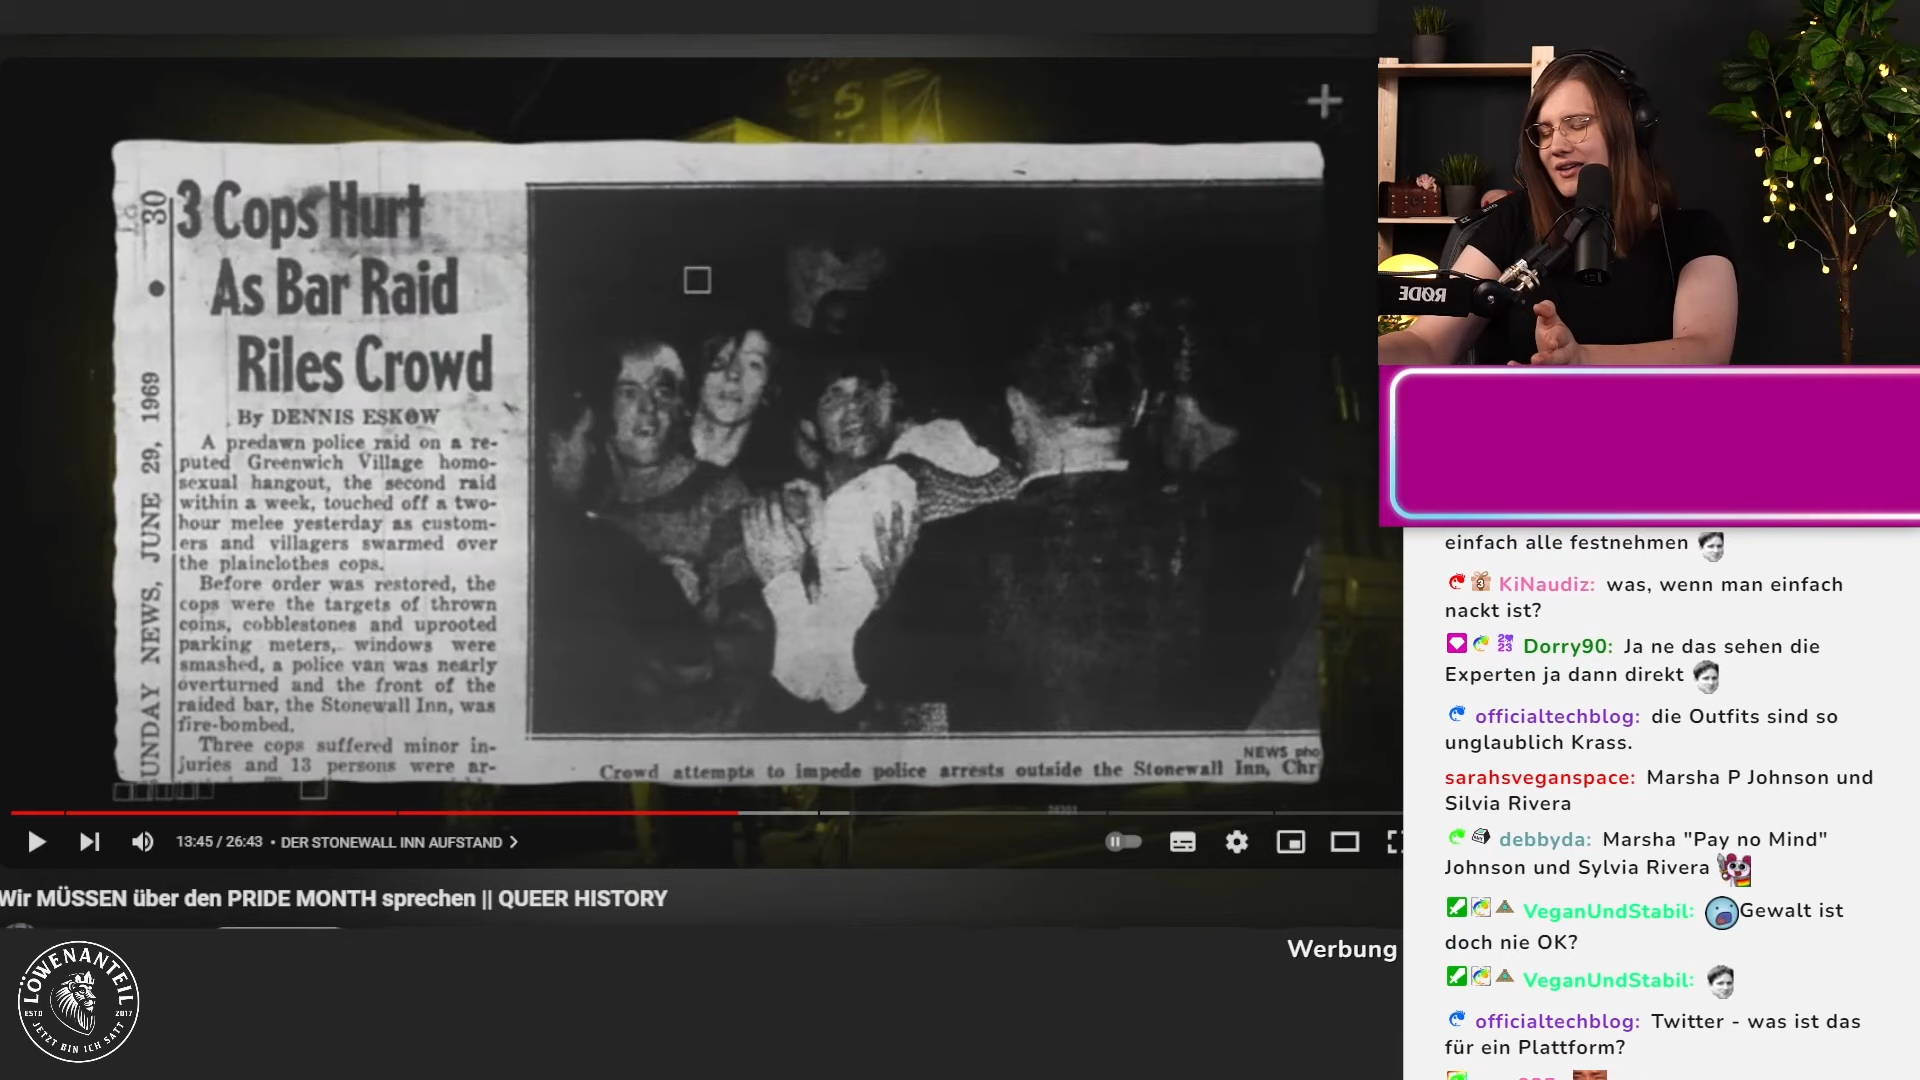 3 Cops Hurt
As Bar Raid
Riles Crowd
By DENNIS ESKOW
A predawn police raid on a re-
puted Greenwich Village homo-
sexual hangout, the second raid
within a week, touched off a two-
hour melee yesterday as custom-
ers and villagers swarmed over
the plainclothes cops.
Before order was restored, the
cops were the targets of thrown
coins, cobblestones and uprooted
parking meters, windows were
smashed, a police van was nearly
overturned and the front of the
raided bar, the Stonewall Inn, was
fire-bombed.
Three cops suffered minor in-
juries and 13 persons were ar-
UNDAY NEWS, JUNE 29, 1969 • 30
NEWS pho
Crowd attempts to impede police arrests outside the Stonewall Inn, Chr
13:45 / 26:43 • DER STONEWALL INN AUFSTAND
Wir MÜSSEN über den PRIDE MONTH sprechen || QUEER HISTORY
LÖWENANTEIL
ESTD 2017
JETZT BIN ICH SATT
Werbung
RØDE
einfach alle festnehmen
KiNaudiz: was, wenn man einfach
nackt ist?
Dorry90: Ja ne das sehen die
Experten ja dann direkt
officialtechblog: die Outfits sind so
unglaublich Krass.
sarahsveganspace: Marsha P Johnson und
Silvia Rivera
debbyda: Marsha "Pay no Mind"
Johnson und Sylvia Rivera
VeganUndStabil: Gewalt ist
doch nie OK?
VeganUndStabil:
officialtechblog: Twitter - was ist das
für ein Plattform?